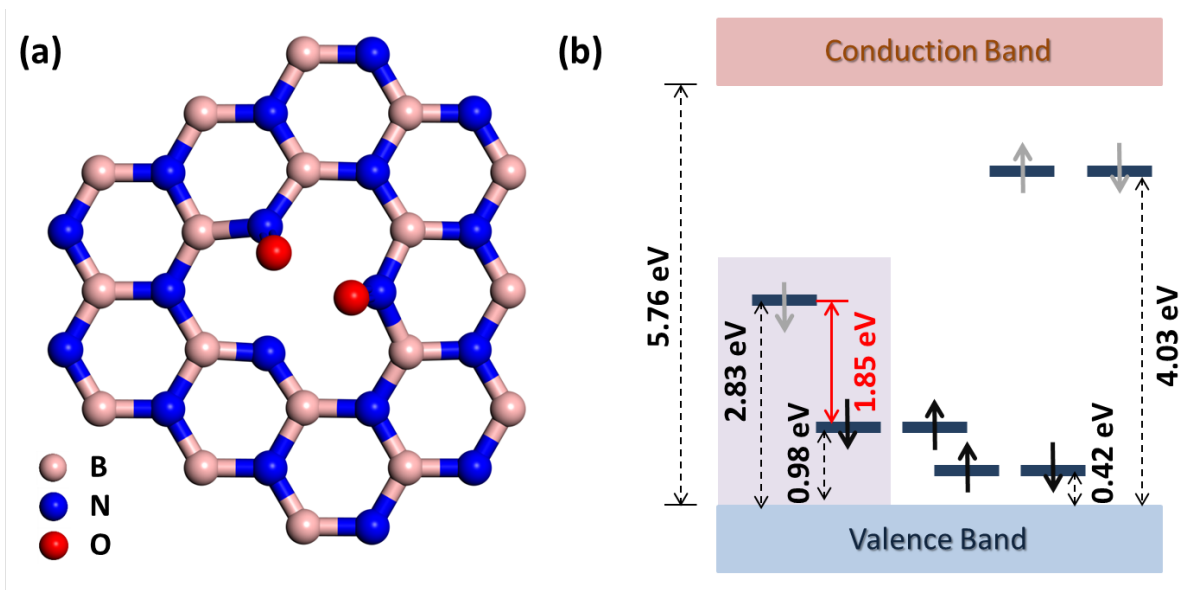 (a)
B
N
O
(b)
Conduction Band
5.76 eV
2.83 eV
1.85 eV
0.98 eV
0.42 eV
4.03 eV
Valence Band